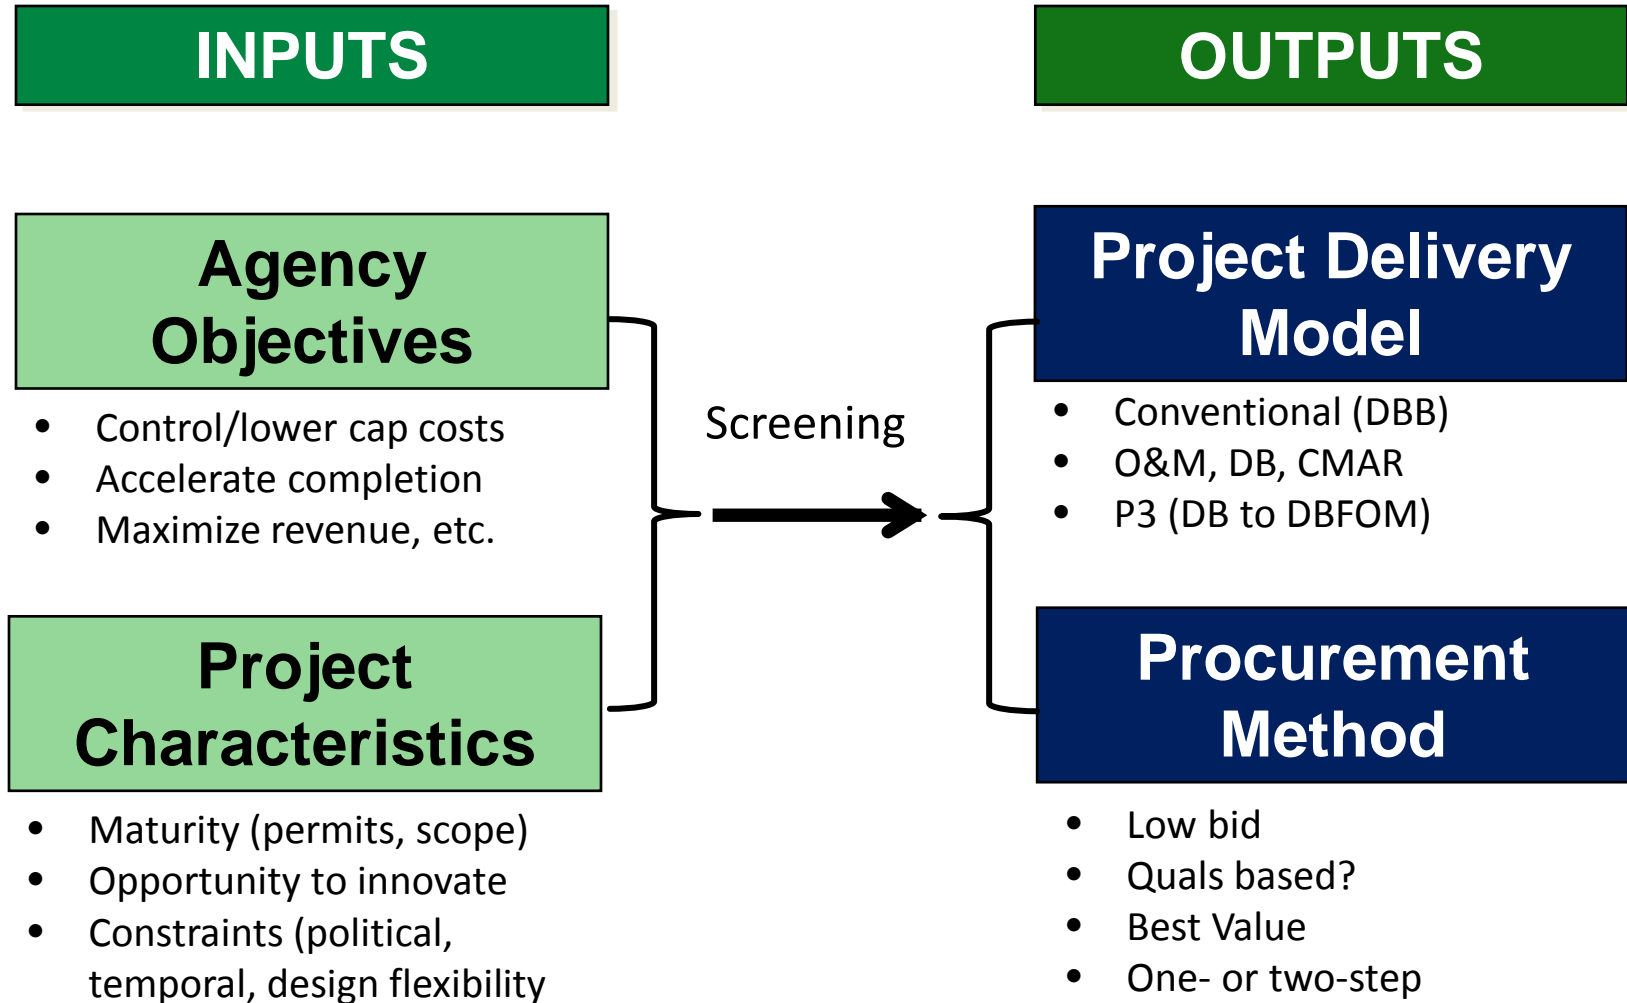 INPUTS
Agency
Objectives
• Control/lower cap costs
• Accelerate completion
• Maximize revenue, etc.
Project
Characteristics
• Maturity (permits, scope)
• Opportunity to innovate
• Constraints (political,
temporal, design flexibility
Screening
OUTPUTS
Project Delivery
Model
• Conventional (DBB)
• O&M, DB, CMAR
• P3 (DB to DBFOM)
Procurement
Method
• Low bid
• Quals based?
• Best Value
• One- or two-step